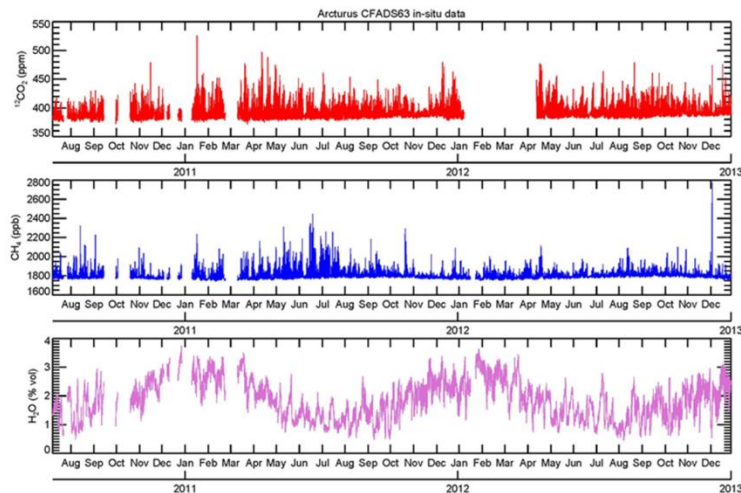 Arcturus CFADS63 in-situ data
¹²CO₂ (ppm)
550
500
450
400
350
Aug Sep Oct Nov Dec Jan Feb Mar Apr May Jun Jul Aug Sep Oct Nov Dec Jan Feb Mar Apr May Jun Jul Aug Sep Oct Nov Dec
2011 2012 2013
CH₄ (ppb)
2800
2600
2400
2200
2000
1800
1600
Aug Sep Oct Nov Dec Jan Feb Mar Apr May Jun Jul Aug Sep Oct Nov Dec Jan Feb Mar Apr May Jun Jul Aug Sep Oct Nov Dec
2011 2012 2013
H₂O (% vol)
4
3
2
1
0
Aug Sep Oct Nov Dec Jan Feb Mar Apr May Jun Jul Aug Sep Oct Nov Dec Jan Feb Mar Apr May Jun Jul Aug Sep Oct Nov Dec
2011 2012 2013